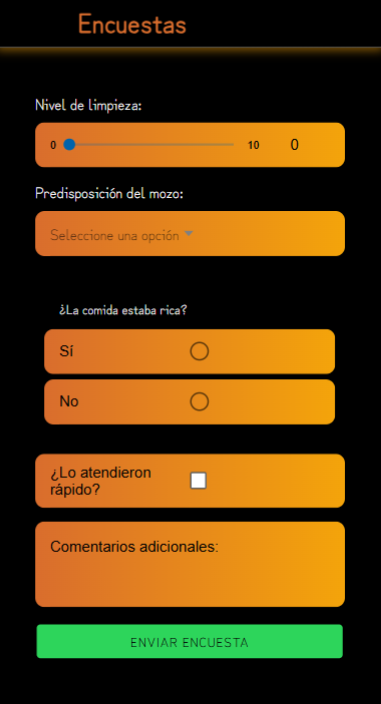 Encuestas
Nivel de limpieza:
0 10 0
Predisposición del mozo:
Seleccione una opción
¿La comida estaba rica?
Sí
No
¿Lo atendieron
rápido?
Comentarios adicionales:
ENVIAR ENCUESTA